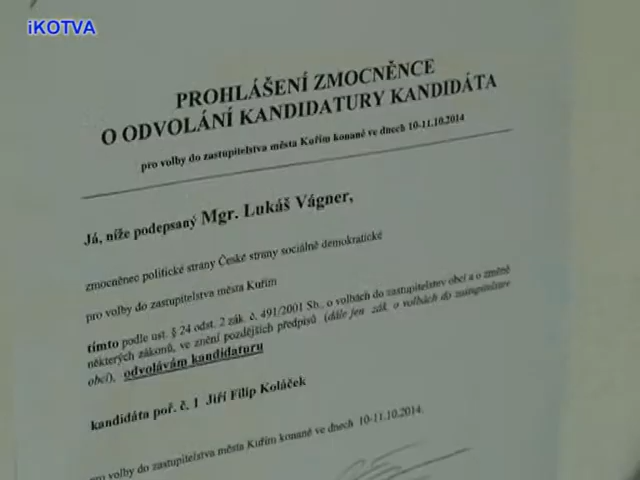 iKOTVA
PROHLÁŠENÍ ZMOCNĚNCE
O ODVOLÁNÍ KANDIDATURY KANDIDÁTA
pro volby do zastupitelstva města Kuřim konané ve dnech 10-11.10.2014
Já, níže podepsaný Mgr. Lukáš Vágner,
zmocněnec politické strany České strany sociálně demokratické
pro volby do zastupitelstva města Kuřim
tímto podle ust. § 24 odst. 2 zák. č. 491/2001 Sb., o volbách do zastupitelstev obcí a o změně
některých zákonů, ve znění pozdějších předpisů (dále jen zák. o volbách do zastupitelstev
obcí), odvolávám kandidaturu
kandidáta poř. č. 1 Jiří Filip Koláček
pro volby do zastupitelstva města Kuřim konané ve dnech 10-11.10.2014.